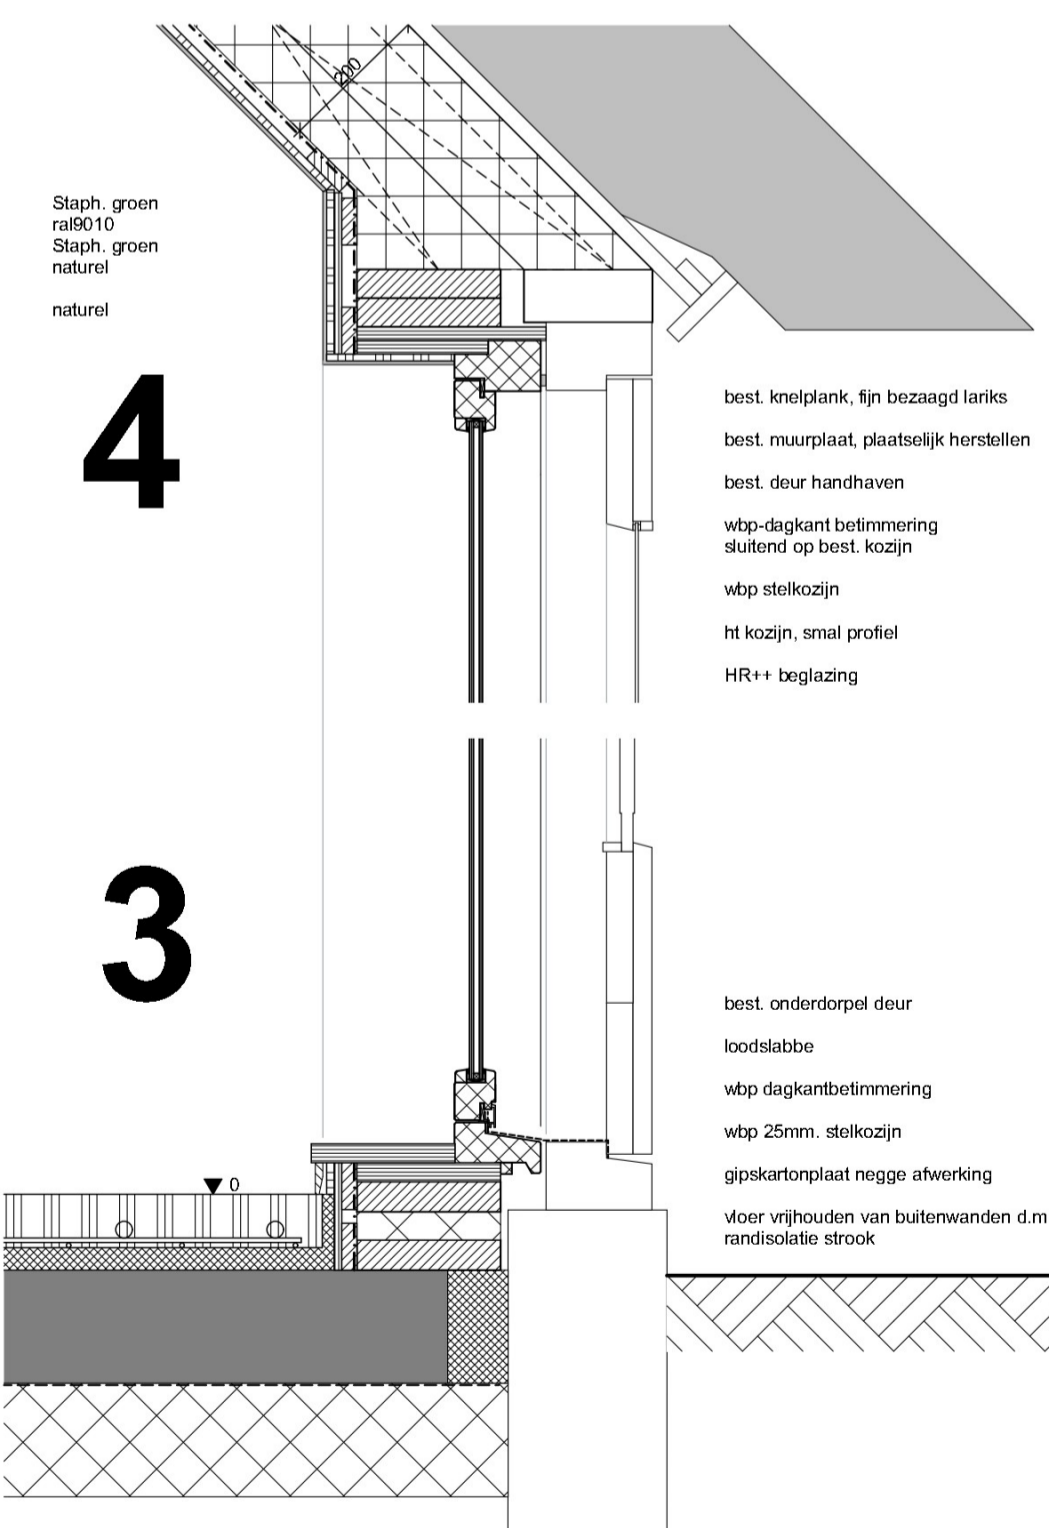 200
Staph. groen
ral9010
Staph. groen
naturel
naturel
4
best. knelplank, fijn bezaagd lariks
best. muurplaat, plaatselijk herstellen
best. deur handhaven
wbp-dagkant betimmering
sluitend op best. kozijn
wbp stelkozijn
ht kozijn, smal profiel
HR++ beglazing
3
best. onderdorpel deur
loodslabbe
wbp dagkantbetimmering
wbp 25mm. stelkozijn
gipskartonplaat negge afwerking
0
vloer vrijhouden van buitenwanden d.m
randisolatie strook